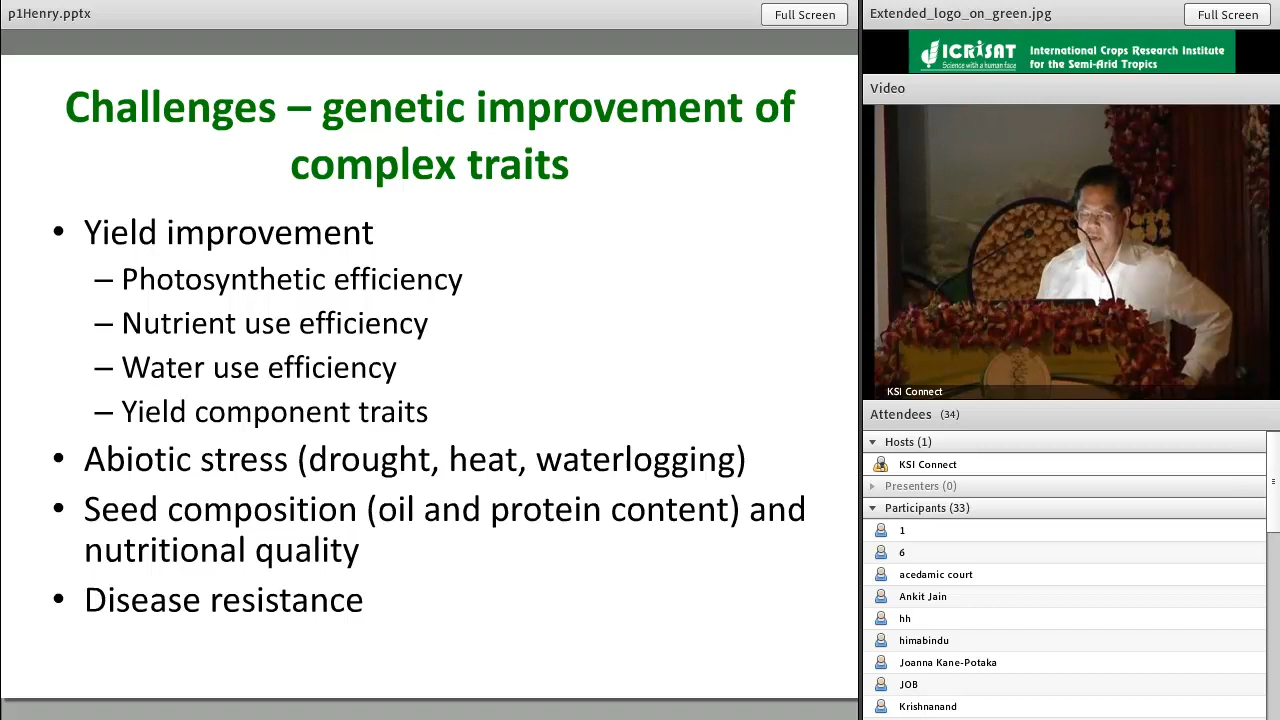 p1Henry.pptx
Full Screen
Challenges – genetic improvement of
complex traits
• Yield improvement
– Photosynthetic efficiency
– Nutrient use efficiency
– Water use efficiency
– Yield component traits
• Abiotic stress (drought, heat, waterlogging)
• Seed composition (oil and protein content) and
nutritional quality
• Disease resistance
Extended_logo_on_green.jpg
Full Screen
ICRISAT
Science with a human face
International Crops Research Institute
for the Semi-Arid Tropics
Video
KSI Connect
Attendees (34)
Hosts (1)
KSI Connect
Presenters (0)
Participants (33)
1
6
acedamic court
Ankit Jain
hh
himabindu
Joanna Kane-Potaka
JOB
Krishnanand